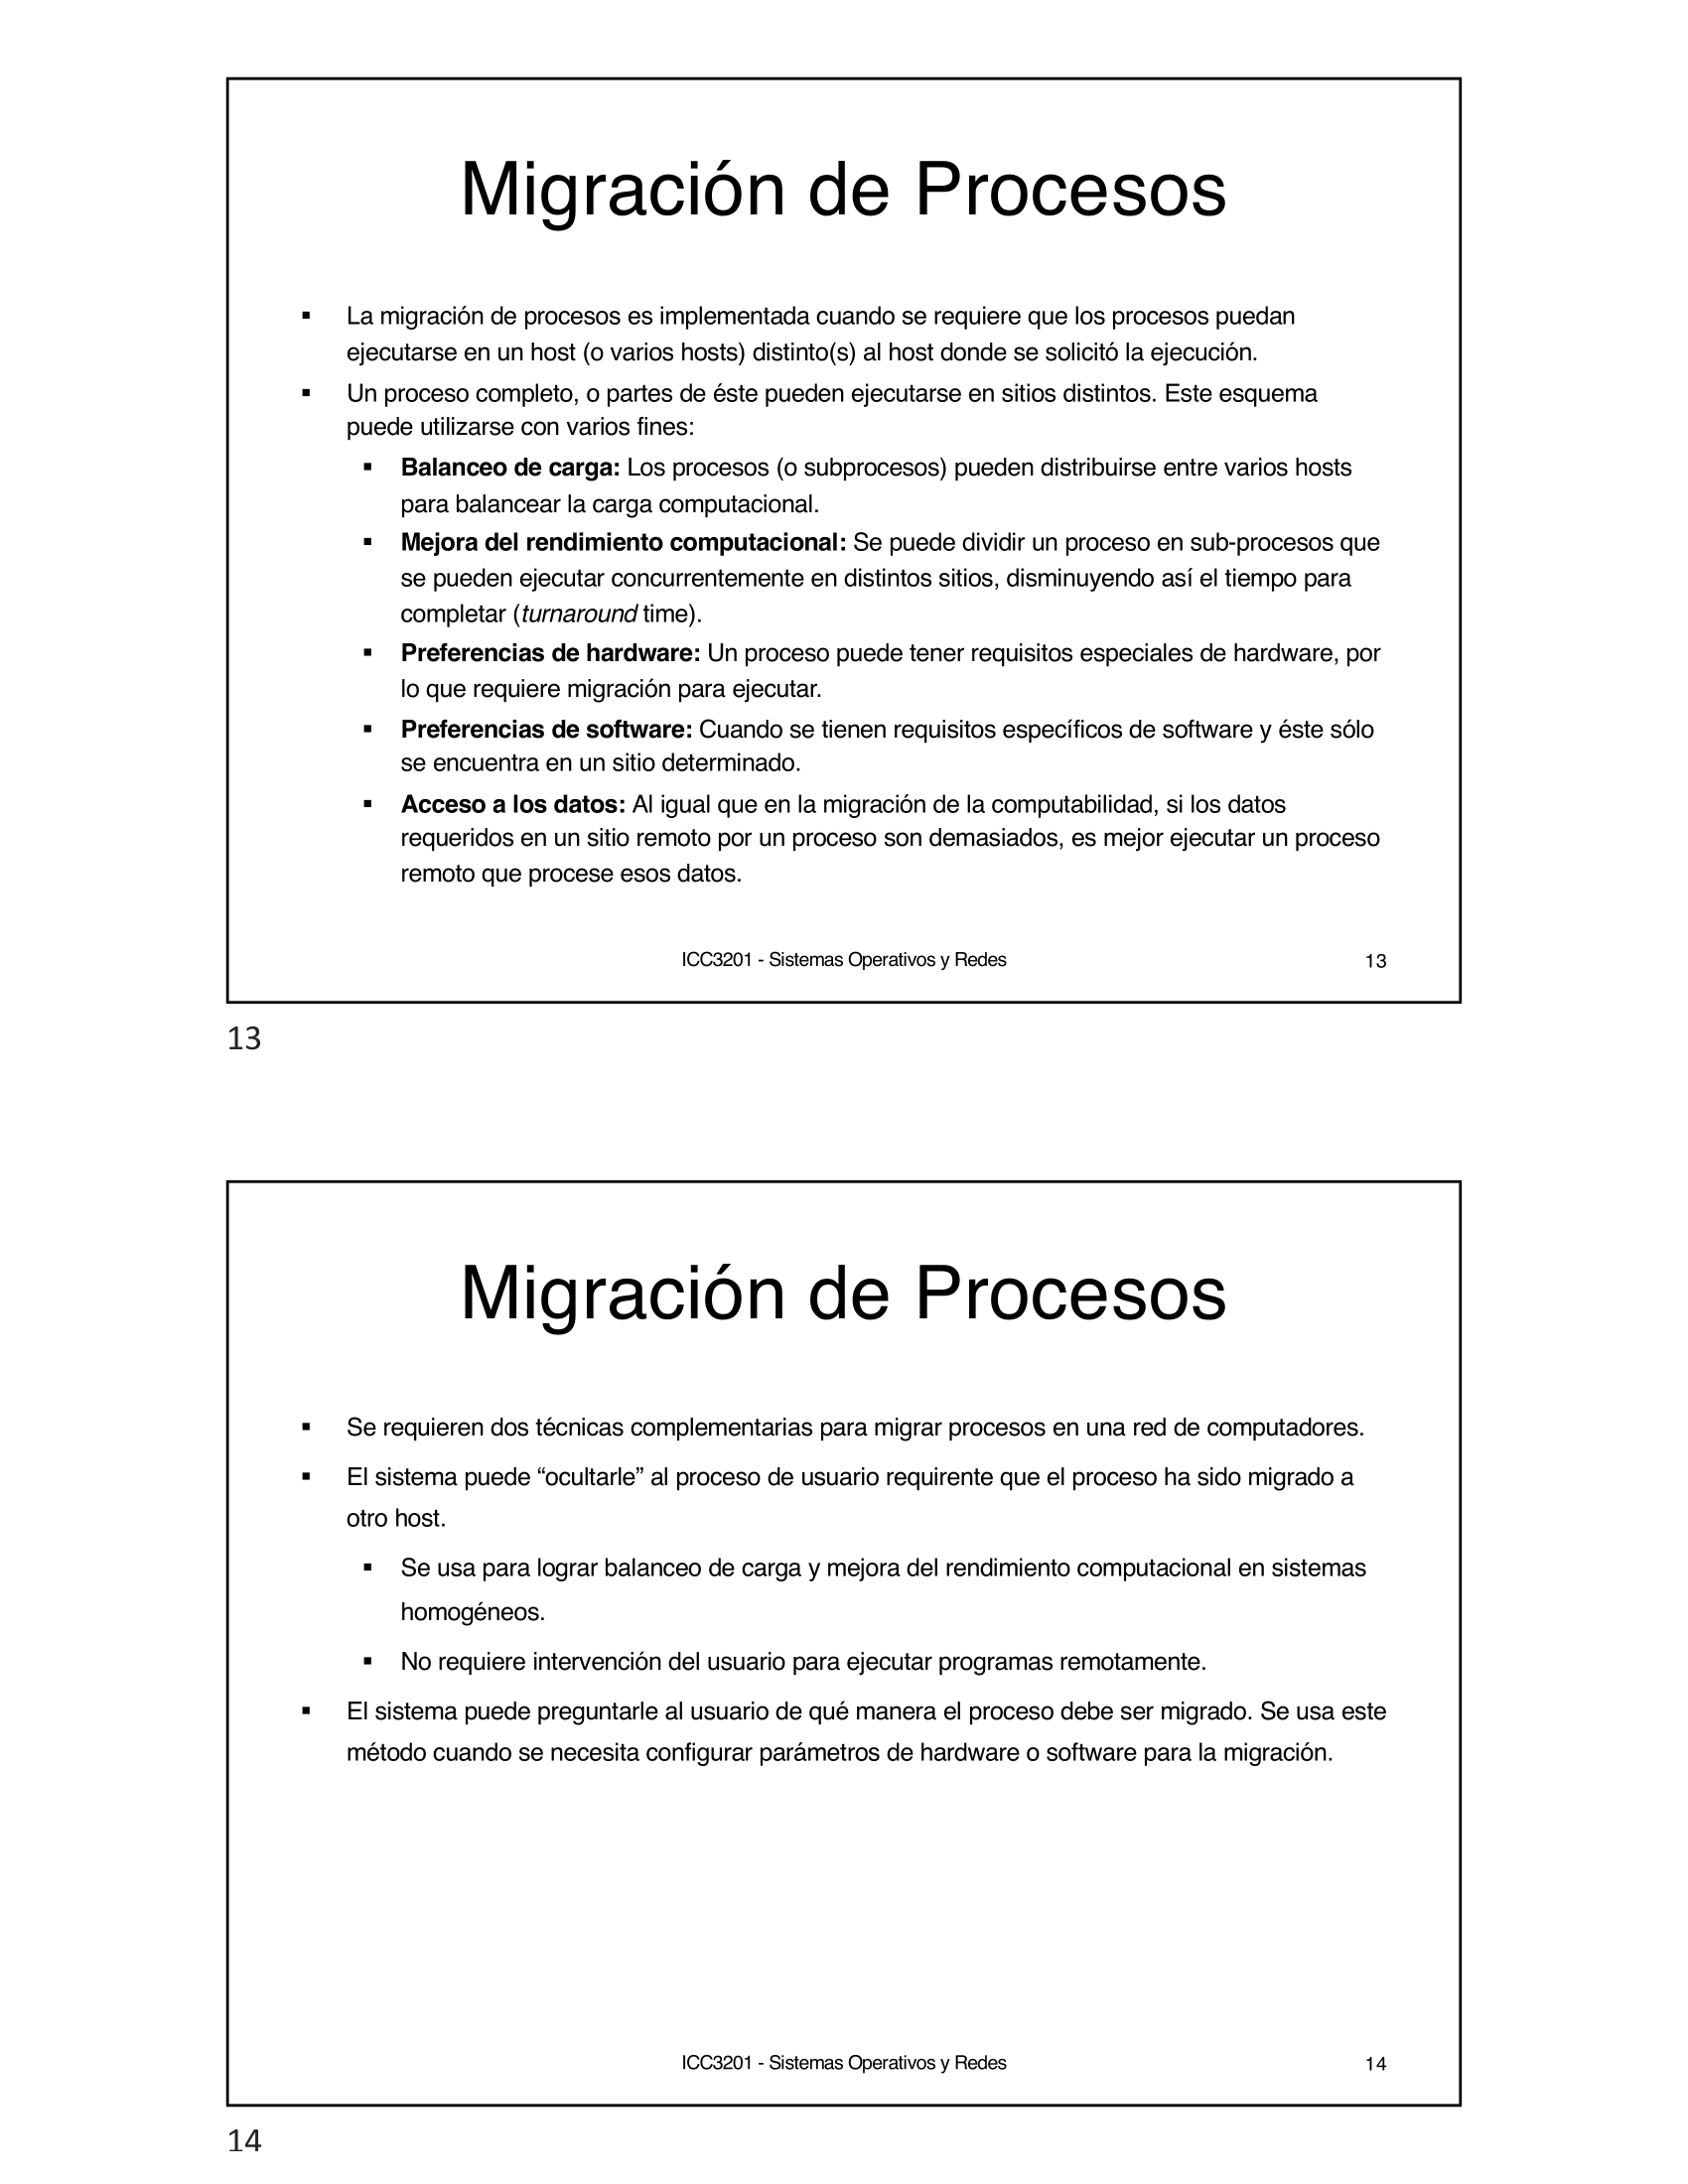 Migración de Procesos
▪ La migración de procesos es implementada cuando se requiere que los procesos puedan
ejecutarse en un host (o varios hosts) distinto(s) al host donde se solicitó la ejecución.
▪ Un proceso completo, o partes de éste pueden ejecutarse en sitios distintos. Este esquema
puede utilizarse con varios fines:
▪ Balanceo de carga: Los procesos (o subprocesos) pueden distribuirse entre varios hosts
para balancear la carga computacional.
▪ Mejora del rendimiento computacional: Se puede dividir un proceso en sub-procesos que
se pueden ejecutar concurrentemente en distintos sitios, disminuyendo así el tiempo para
completar (turnaround time).
▪ Preferencias de hardware: Un proceso puede tener requisitos especiales de hardware, por
lo que requiere migración para ejecutar.
▪ Preferencias de software: Cuando se tienen requisitos específicos de software y éste sólo
se encuentra en un sitio determinado.
▪ Acceso a los datos: Al igual que en la migración de la computabilidad, si los datos
requeridos en un sitio remoto por un proceso son demasiados, es mejor ejecutar un proceso
remoto que procese esos datos.
ICC3201 - Sistemas Operativos y Redes 13
13
Migración de Procesos
▪ Se requieren dos técnicas complementarias para migrar procesos en una red de computadores.
▪ El sistema puede “ocultarle” al proceso de usuario requirente que el proceso ha sido migrado a
otro host.
▪ Se usa para lograr balanceo de carga y mejora del rendimiento computacional en sistemas
homogéneos.
▪ No requiere intervención del usuario para ejecutar programas remotamente.
▪ El sistema puede preguntarle al usuario de qué manera el proceso debe ser migrado. Se usa este
método cuando se necesita configurar parámetros de hardware o software para la migración.
ICC3201 - Sistemas Operativos y Redes 14
14